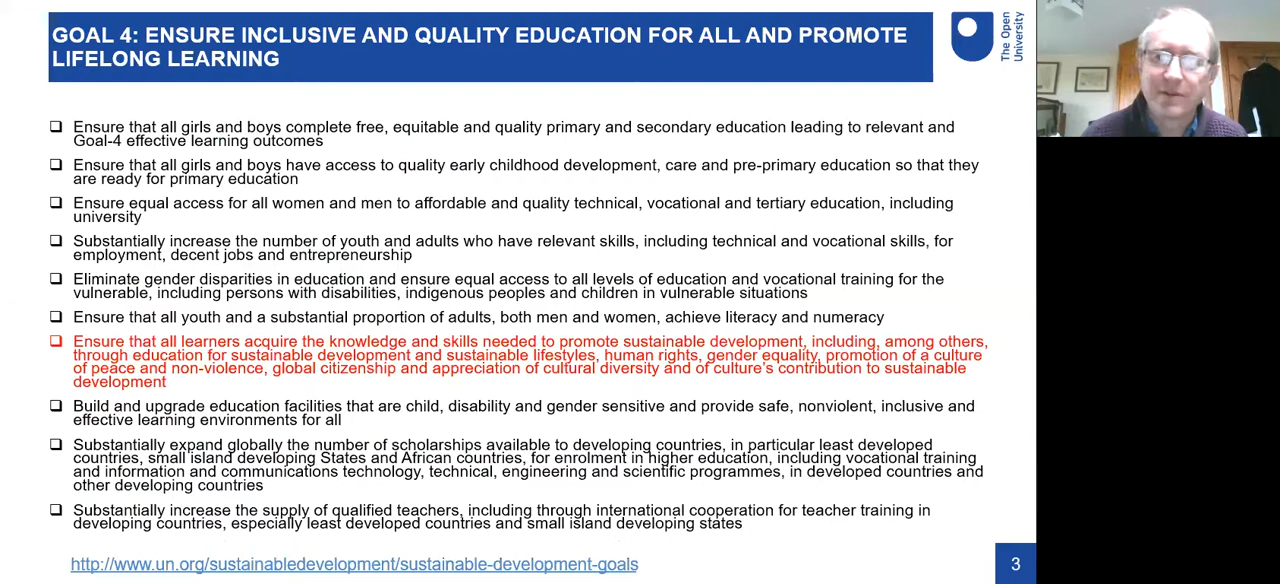 GOAL 4: ENSURE INCLUSIVE AND QUALITY EDUCATION FOR ALL AND PROMOTE
LIFELONG LEARNING
The Open
University
Ensure that all girls and boys complete free, equitable and quality primary and secondary education leading to relevant and
Goal-4 effective learning outcomes
Ensure that all girls and boys have access to quality early childhood development, care and pre-primary education so that they
are ready for primary education
Ensure equal access for all women and men to affordable and quality technical, vocational and tertiary education, including
university
Substantially increase the number of youth and adults who have relevant skills, including technical and vocational skills, for
employment, decent jobs and entrepreneurship
Eliminate gender disparities in education and ensure equal access to all levels of education and vocational training for the
vulnerable, including persons with disabilities, indigenous peoples and children in vulnerable situations
Ensure that all youth and a substantial proportion of adults, both men and women, achieve literacy and numeracy
Ensure that all learners acquire the knowledge and skills needed to promote sustainable development, including, among others,
through education for sustainable development and sustainable lifestyles, human rights, gender equality, promotion of a culture
of peace and non-violence, global citizenship and appreciation of cultural diversity and of culture's contribution to sustainable
development
Build and upgrade education facilities that are child, disability and gender sensitive and provide safe, nonviolent, inclusive and
effective learning environments for all
Substantially expand globally the number of scholarships available to developing countries, in particular least developed
countries, small island developing States and African countries, for enrolment in higher education, including vocational training
and information and communications technology, technical, engineering and scientific programmes, in developed countries and
other developing countries
Substantially increase the supply of qualified teachers, including through international cooperation for teacher training in
developing countries, especially least developed countries and small island developing states
http://www.un.org/sustainabledevelopment/sustainable-development-goals
3